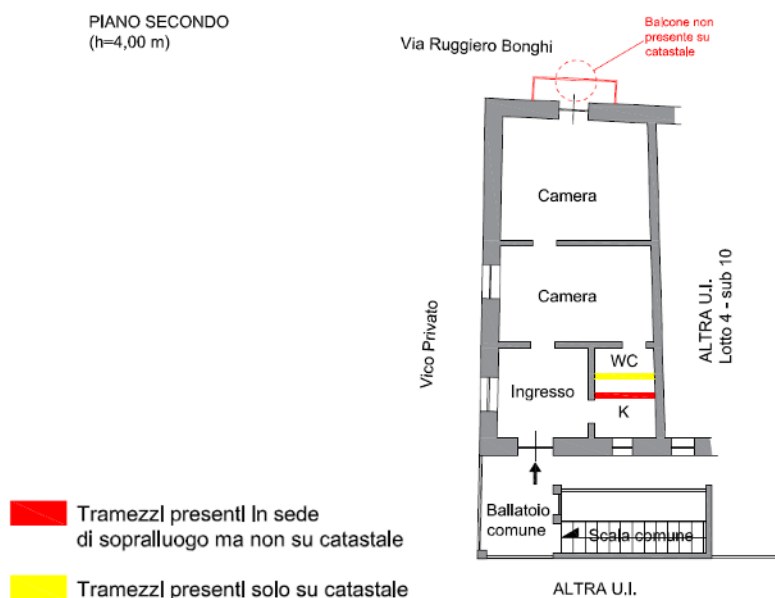 PIANO SECONDO
(h=4,00 m)
Via Ruggiero Bonghi
Balcone non
presente su
catastale
Camera
Camera
Vico Privato
ALTRA U.I.
Lotto 4 - sub 10
WC
Ingresso
K
Ballatoio
comune
Scala comune
Tramezzi presenti in sede
di sopralluogo ma non su catastale
Tramezzi presenti solo su catastale
ALTRA U.I.